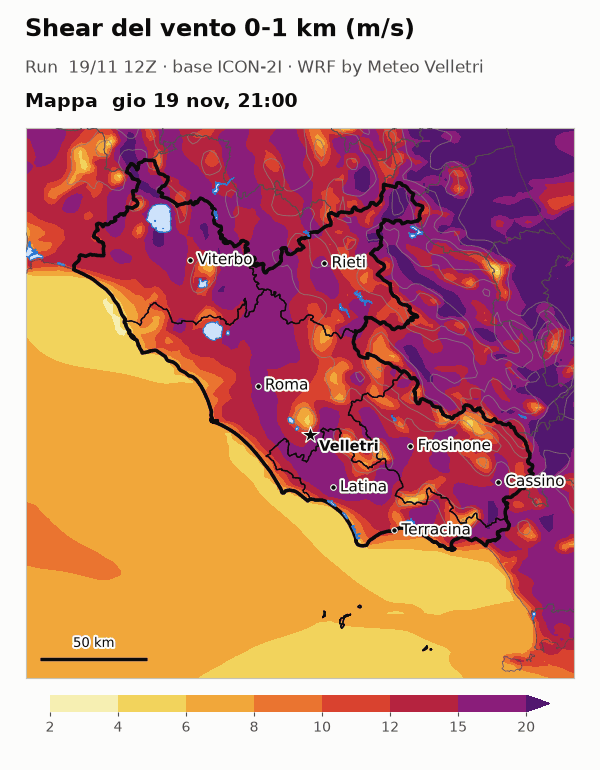 Shear del vento 0-1 km (m/s)
Run  19/11 12Z · base ICON-2I · WRF by Meteo Velletri
Mappa  gio 19 nov, 21:00
Viterbo
Rieti
Roma
Velletri
Frosinone
Latina
Cassino
Terracina
50 km
2 4 6 8 10 12 15 20